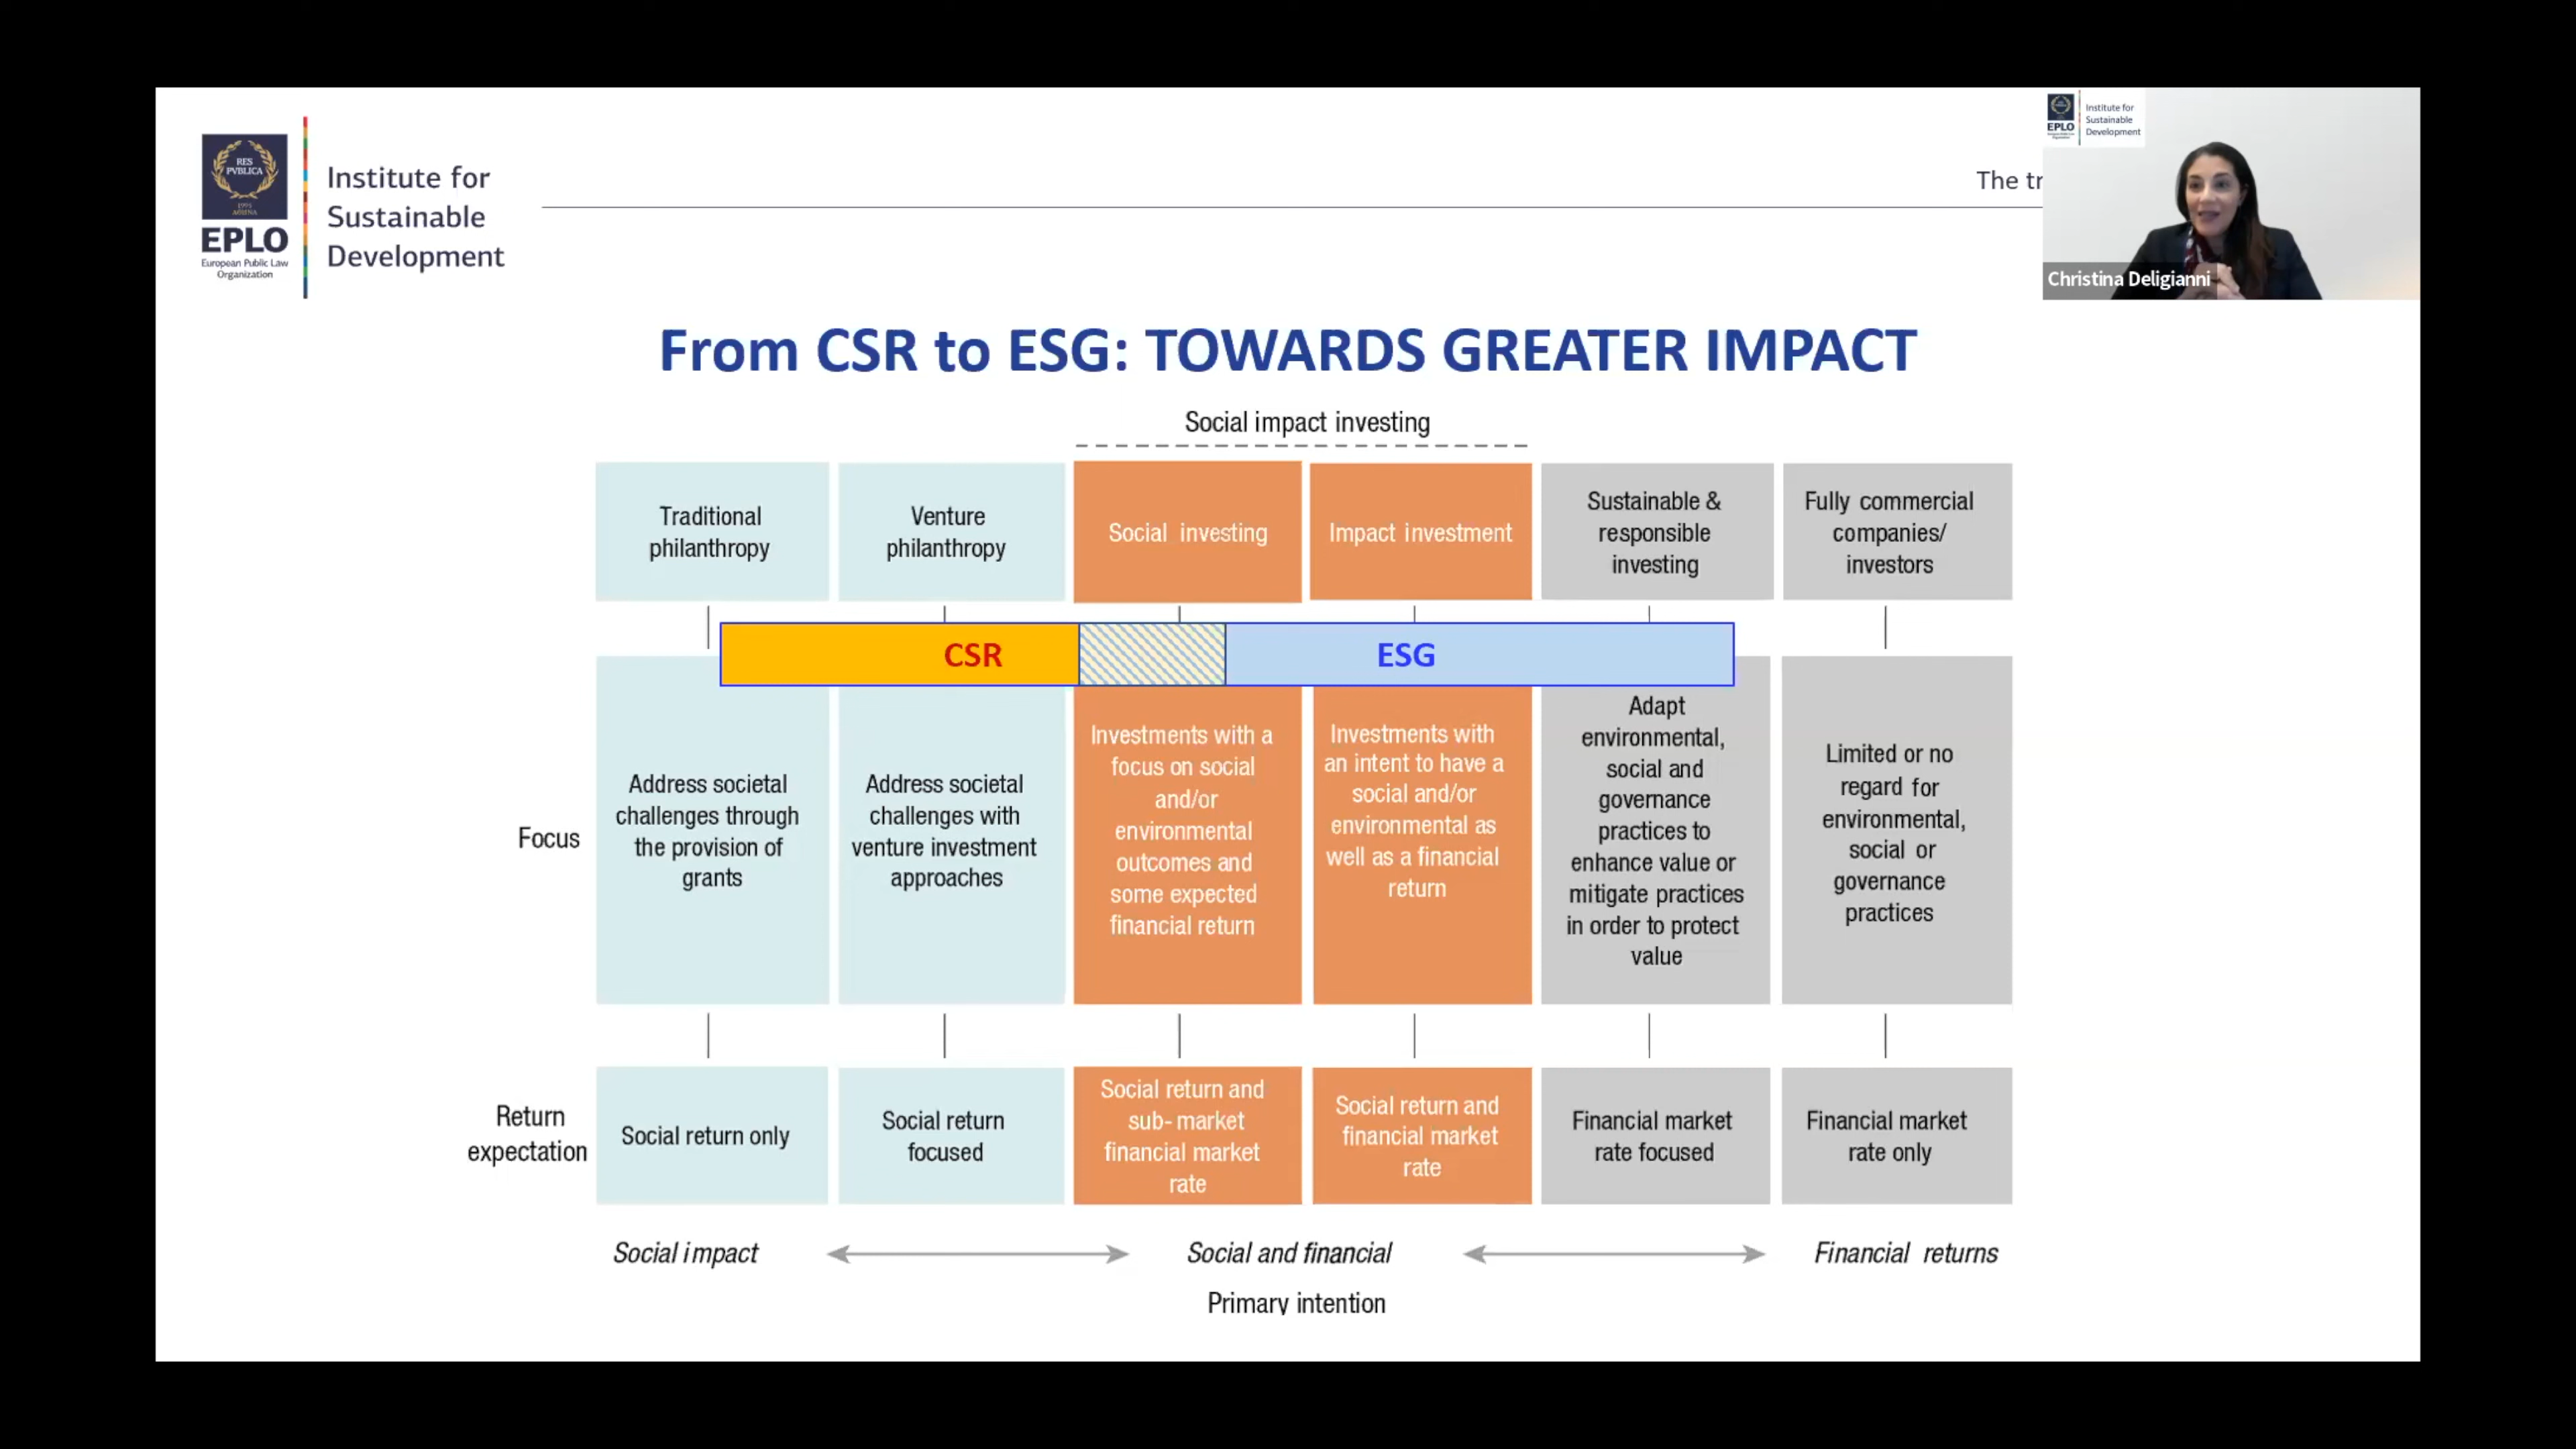 RES
PVBLICA
1991
EPLO
European Public Law
Organization
Institute for
Sustainable
Development
The tr
EPLO
Institute for
Sustainable
Development
Christina Deligianni
From CSR to ESG: TOWARDS GREATER IMPACT
Social impact investing
Traditional
philanthropy
Venture
philanthropy
Social investing
Impact investment
Sustainable &
responsible
investing
Fully commercial
companies/
investors
CSR
ESG
Focus
Address societal
challenges through
the provision of
grants
Address societal
challenges with
venture investment
approaches
Investments with a
focus on social
and/or
environmental
outcomes and
some expected
financial return
Investments with
an intent to have a
social and/or
environmental as
well as a financial
return
Adapt
environmental,
social and
governance
practices to
enhance value or
mitigate practices
in order to protect
value
Limited or no
regard for
environmental,
social or
governance
practices
Return
expectation
Social return only
Social return
focused
Social return and
sub- market
financial market
rate
Social return and
financial market
rate
Financial market
rate focused
Financial market
rate only
Social impact
Social and financial
Financial returns
Primary intention